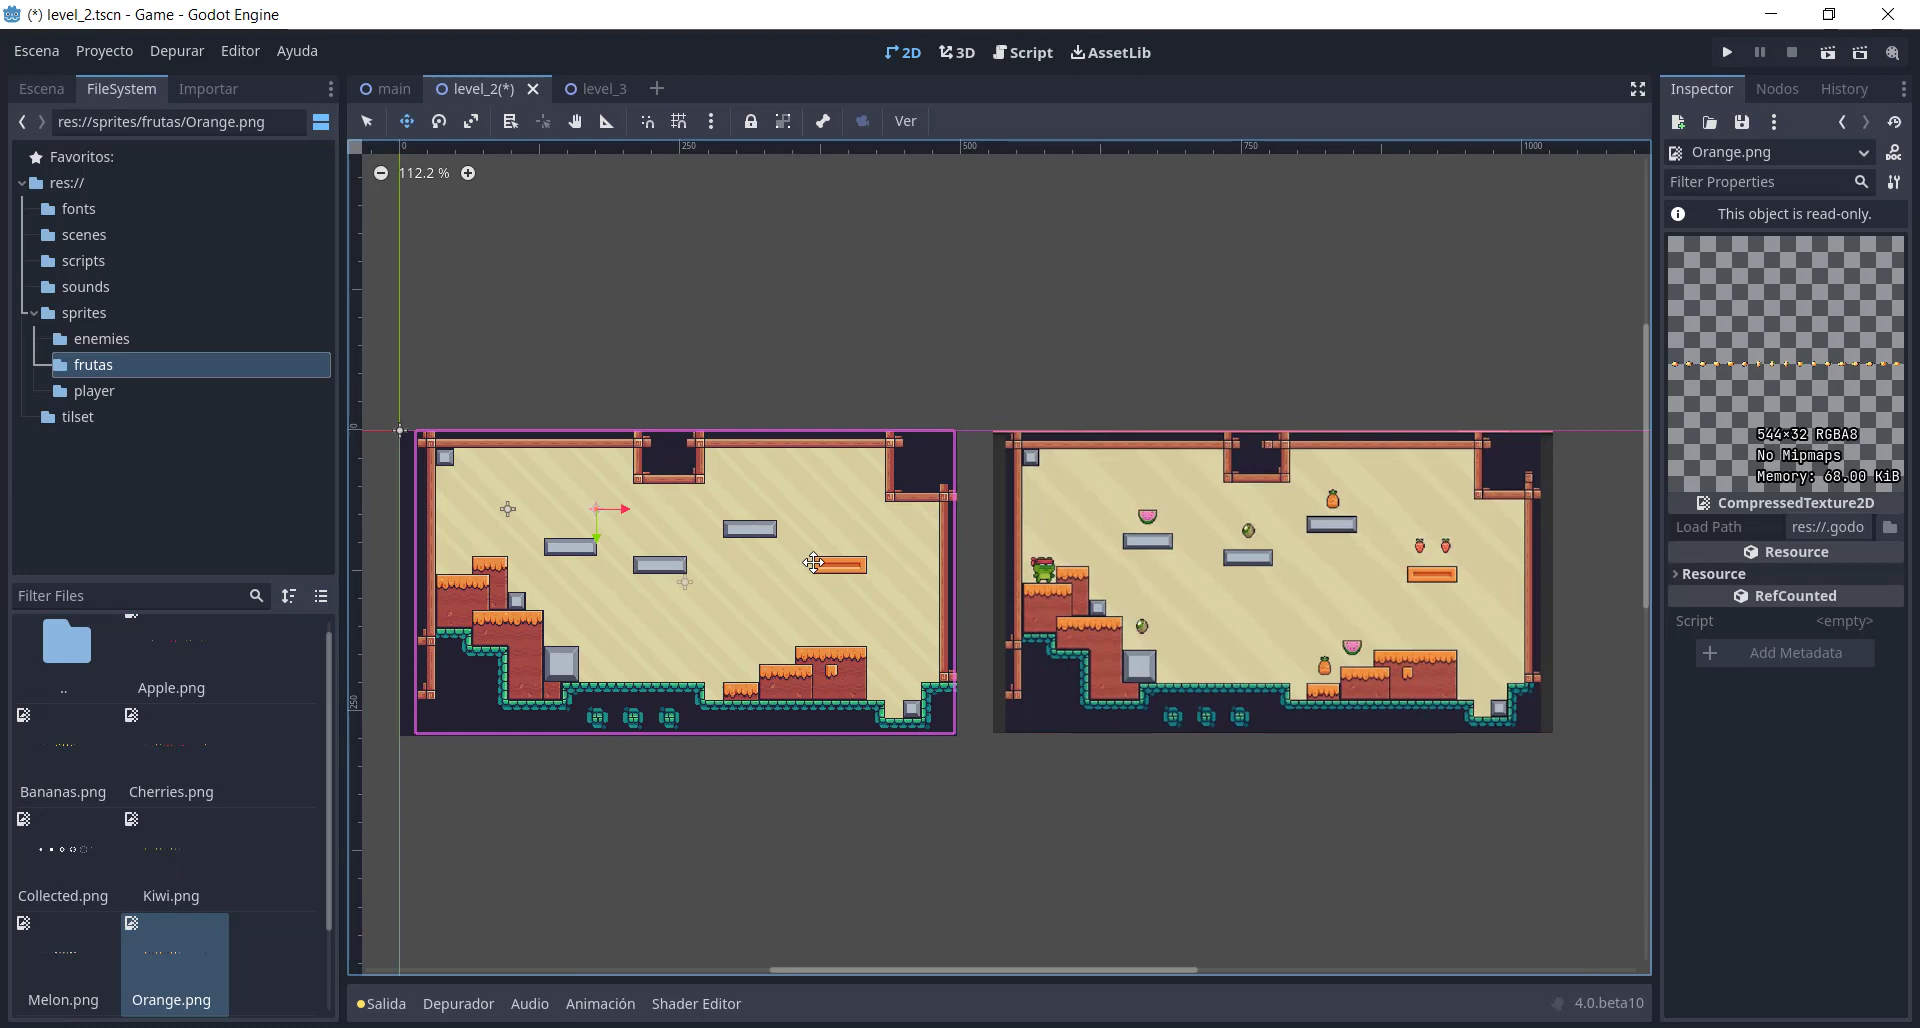 (*) level_2.tscn - Game - Godot Engine
Escena Proyecto Depurar Editor Ayuda
2D 3D Script AssetLib
Escena FileSystem Importar
main level_2(*) level_3
Inspector Nodos History
res://sprites/frutas/Orange.png
Ver
Favoritos:
res://
fonts
scenes
scripts
sounds
sprites
enemies
frutas
player
tilset
Filter Files
..
Apple.png
Bananas.png
Cherries.png
Collected.png
Kiwi.png
Melon.png
Orange.png
0 250 500 750 1000
112.2 %
0
250
Salida Depurador Audio Animación Shader Editor
4.0.beta10
Orange.png
Filter Properties
This object is read-only.
544×32 RGBA8
No Mipmaps
Memory: 68.00 KiB
CompressedTexture2D
Load Path res://.godo
Resource
Resource
RefCounted
Script <empty>
Add Metadata